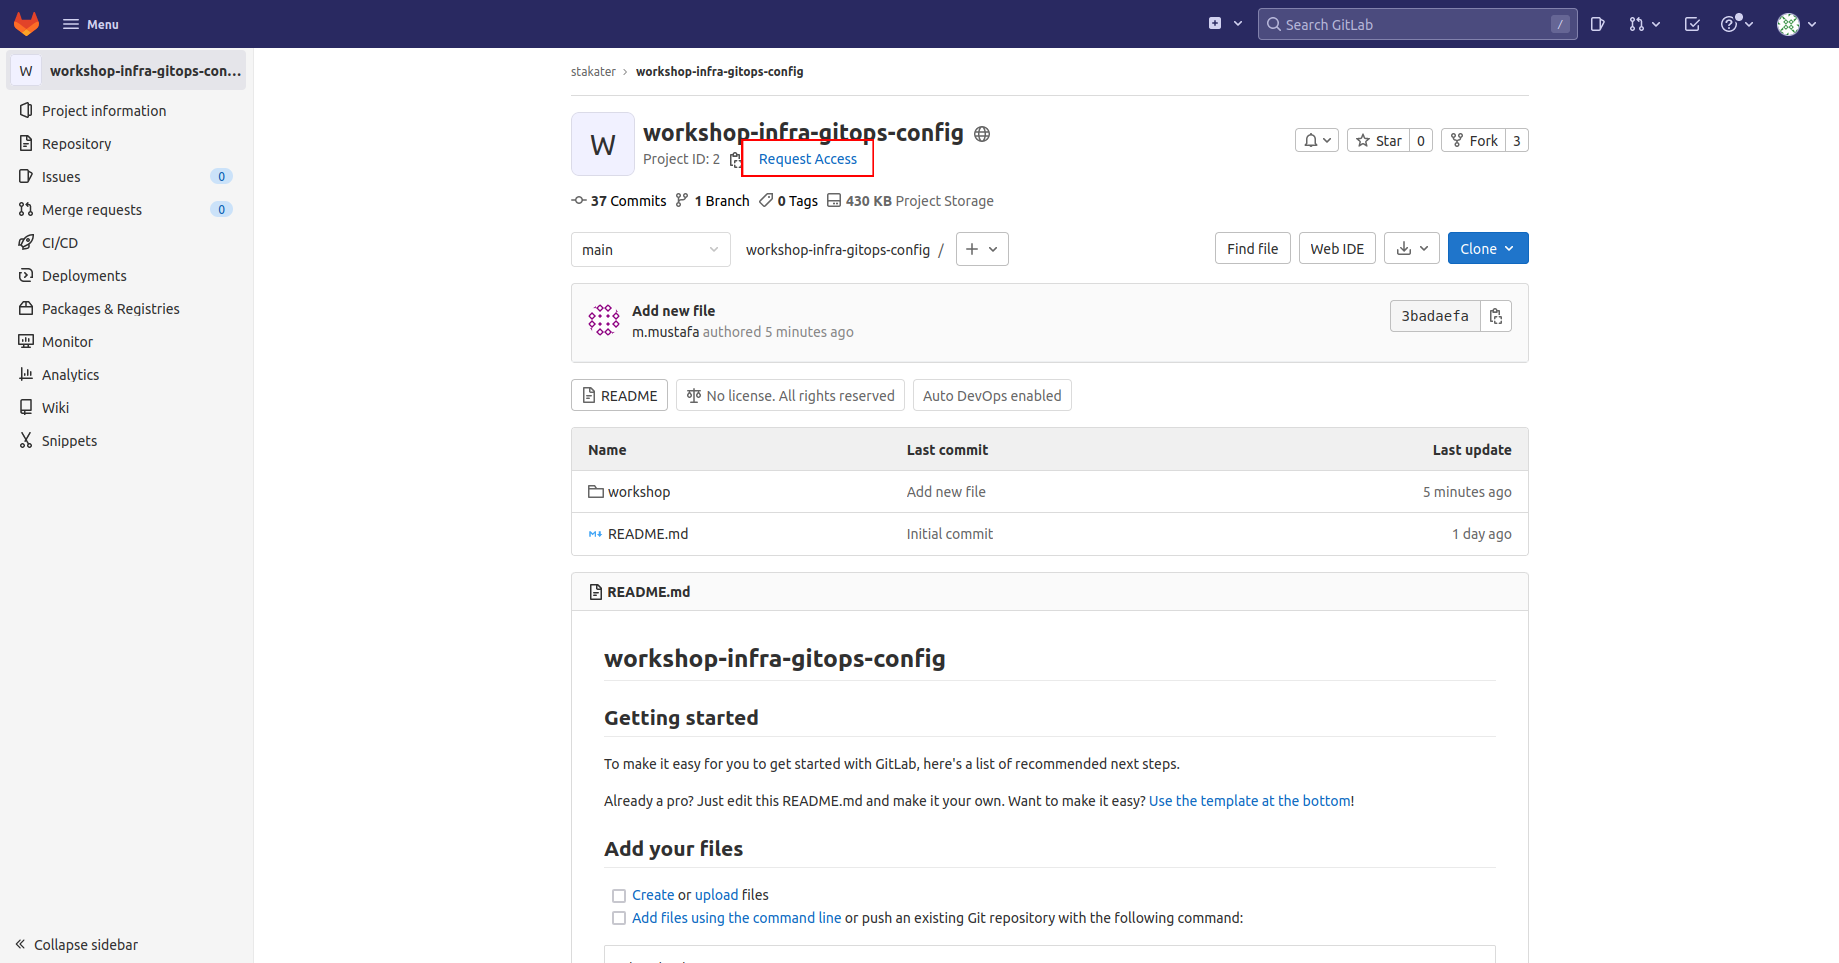 Menu
Search GitLab
/
W workshop-infra-gitops-con...
Project information
Repository
Issues 0
Merge requests 0
CI/CD
Deployments
Packages & Registries
Monitor
Analytics
Wiki
Snippets
Collapse sidebar
stakater > workshop-infra-gitops-config
W
workshop-infra-gitops-config
Project ID: 2 Request Access
Star 0
Fork 3
37 Commits 1 Branch 0 Tags 430 KB Project Storage
main
workshop-infra-gitops-config /
Find file
Web IDE
Clone
Add new file
m.mustafa authored 5 minutes ago
3badaefa
README
No license. All rights reserved
Auto DevOps enabled
Name Last commit Last update
workshop Add new file 5 minutes ago
README.md Initial commit 1 day ago
README.md
workshop-infra-gitops-config
Getting started
To make it easy for you to get started with GitLab, here's a list of recommended next steps.
Already a pro? Just edit this README.md and make it your own. Want to make it easy? Use the template at the bottom!
Add your files
Create or upload files
Add files using the command line or push an existing Git repository with the following command: